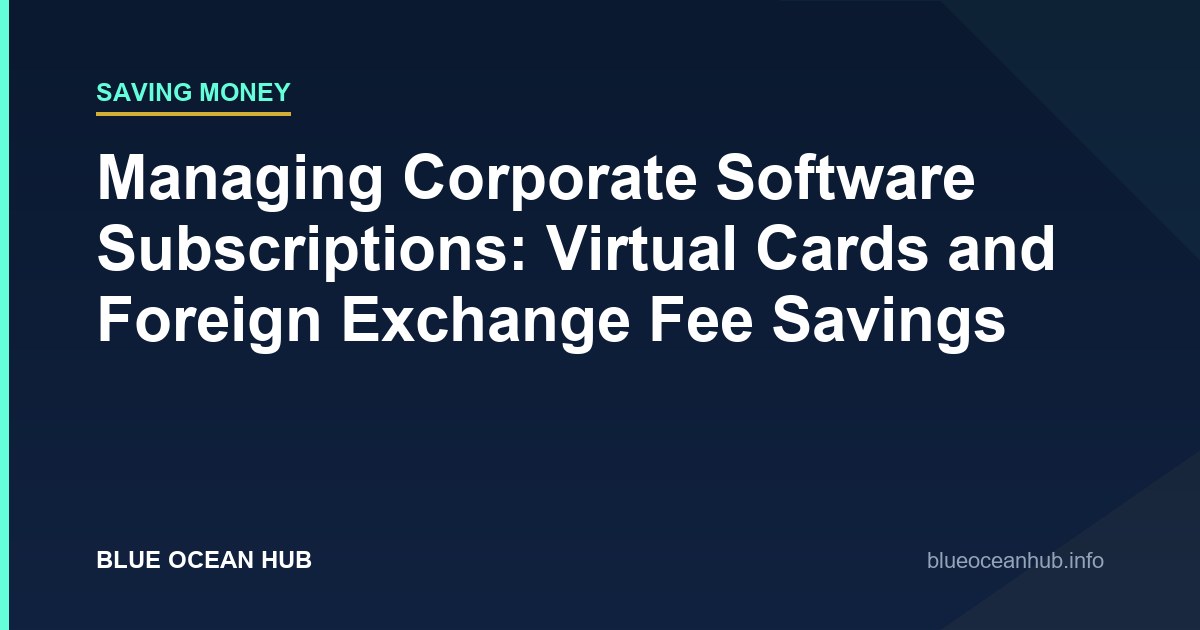 SAVING MONEY
Managing Corporate Software
Subscriptions: Virtual Cards and
Foreign Exchange Fee Savings
BLUE OCEAN HUB
blueoceanhub.info